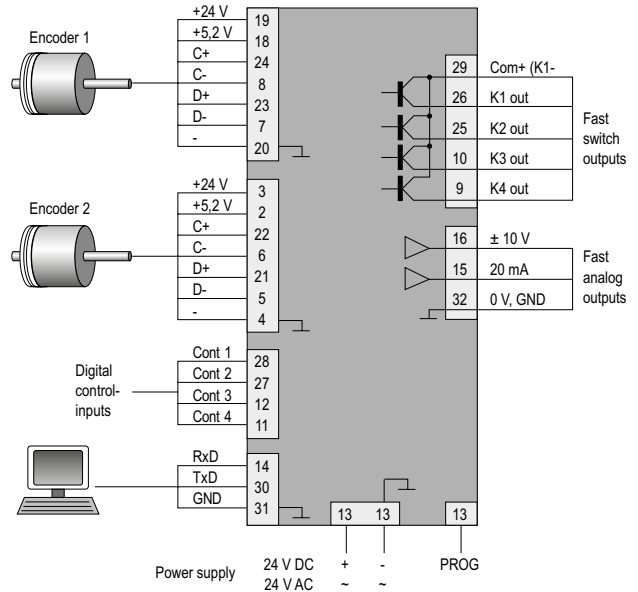 Encoder 1
+24 V 19
+5,2 V 18
C+ 24
C- 8
D+ 23
D- 7
- 20
Encoder 2
+24 V 3
+5,2 V 2
C+ 22
C- 6
D+ 21
D- 5
- 4
Digital
control-
inputs
Cont 1 28
Cont 2 27
Cont 3 12
Cont 4 11
RxD 14
TxD 30
GND 31
29 Com+ (K1-
26 K1 out
25 K2 out
10 K3 out
9 K4 out
Fast
switch
outputs
16 ± 10 V
15 20 mA
32 0 V, GND
Fast
analog
outputs
13 13 13
Power supply
24 V DC + -
24 V AC ~ ~
PROG